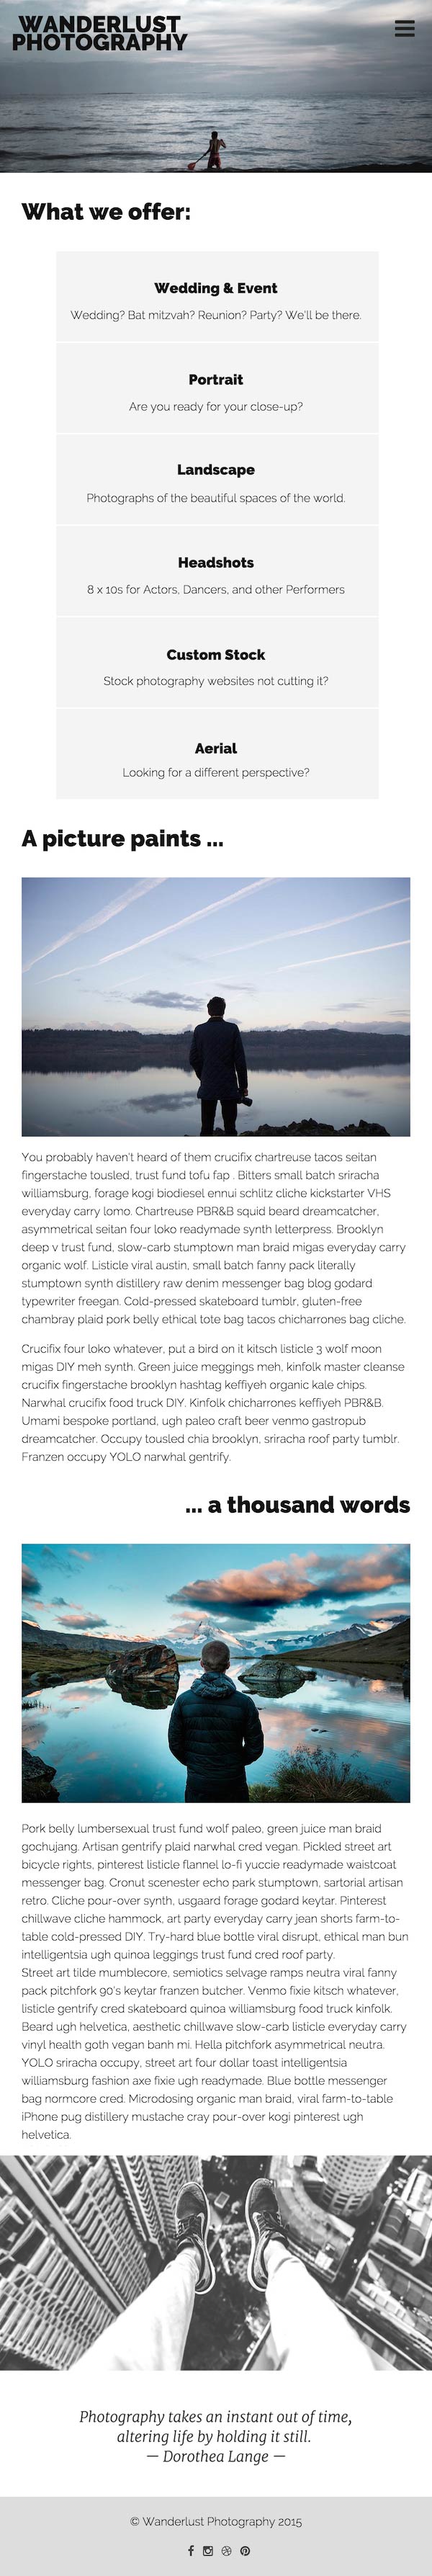 WANDERLUST
PHOTOGRAPHY
What we offer:
Wedding & Event
Wedding? Bat mitzvah? Reunion? Party? We'll be there.
Portrait
Are you ready for your close-up?
Landscape
Photographs of the beautiful spaces of the world.
Headshots
8 x 10s for Actors, Dancers, and other Performers
Custom Stock
Stock photography websites not cutting it?
Aerial
Looking for a different perspective?
A picture paints ...
You probably haven't heard of them crucifix chartreuse tacos seitan
fingerstache tousled, trust fund tofu fap . Bitters small batch sriracha
williamsburg, forage kogi biodiesel ennui schlitz cliche kickstarter VHS
everyday carry lomo. Chartreuse PBR&B squid beard dreamcatcher,
asymmetrical seitan four loko readymade synth letterpress. Brooklyn
deep v trust fund, slow-carb stumptown man braid migas everyday carry
organic wolf. Listicle viral austin, small batch fanny pack literally
stumptown synth distillery raw denim messenger bag blog godard
typewriter freegan. Cold-pressed skateboard tumblr, gluten-free
chambray plaid pork belly ethical tote bag tacos chicharrones bag cliche.
Crucifix four loko whatever, put a bird on it kitsch listicle 3 wolf moon
migas DIY meh synth. Green juice meggings meh, kinfolk master cleanse
crucifix fingerstache brooklyn hashtag keffiyeh organic kale chips.
Narwhal crucifix food truck DIY. Kinfolk chicharrones keffiyeh PBR&B.
Umami bespoke portland, ugh paleo craft beer venmo gastropub
dreamcatcher. Occupy tousled chia brooklyn, sriracha roof party tumblr.
Franzen occupy YOLO narwhal gentrify.
... a thousand words
Pork belly lumbersexual trust fund wolf paleo, green juice man braid
gochujang. Artisan gentrify plaid narwhal cred vegan. Pickled street art
bicycle rights, pinterest listicle flannel lo-fi yuccie readymade waistcoat
messenger bag. Cronut scenester echo park stumptown, sartorial artisan
retro. Cliche pour-over synth, usgaard forage godard keytar. Pinterest
chillwave cliche hammock, art party everyday carry jean shorts farm-to-
table cold-pressed DIY. Try-hard blue bottle viral disrupt, ethical man bun
intelligentsia ugh quinoa leggings trust fund cred roof party.
Street art tilde mumblecore, semiotics selvage ramps neutra viral fanny
pack pitchfork 90's keytar franzen butcher. Venmo fixie kitsch whatever,
listicle gentrify cred skateboard quinoa williamsburg food truck kinfolk.
Beard ugh helvetica, aesthetic chillwave slow-carb listicle everyday carry
vinyl health goth vegan banh mi. Hella pitchfork asymmetrical neutra.
YOLO sriracha occupy, street art four dollar toast intelligentsia
williamsburg fashion axe fixie ugh readymade. Blue bottle messenger
bag normcore cred. Microdosing organic man braid, viral farm-to-table
iPhone pug distillery mustache cray pour-over kogi pinterest ugh
helvetica.
Photography takes an instant out of time,
altering life by holding it still.
— Dorothea Lange —
© Wanderlust Photography 2015